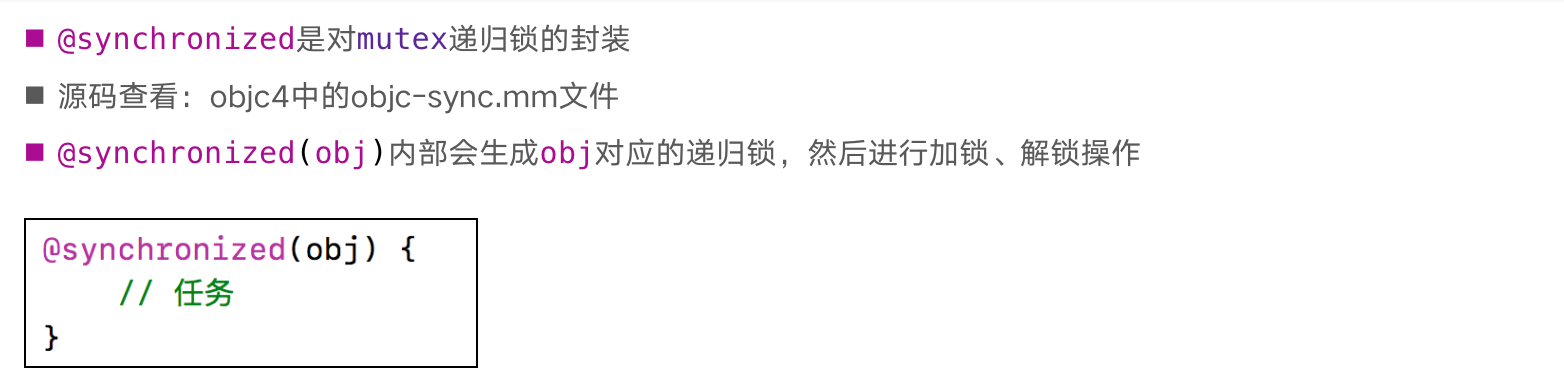 @synchronized是对mutex递归锁的封装
源码查看：objc4中的objc-sync.mm文件
@synchronized(obj)内部会生成obj对应的递归锁，然后进行加锁、解锁操作
@synchronized(obj) {
    // 任务
}